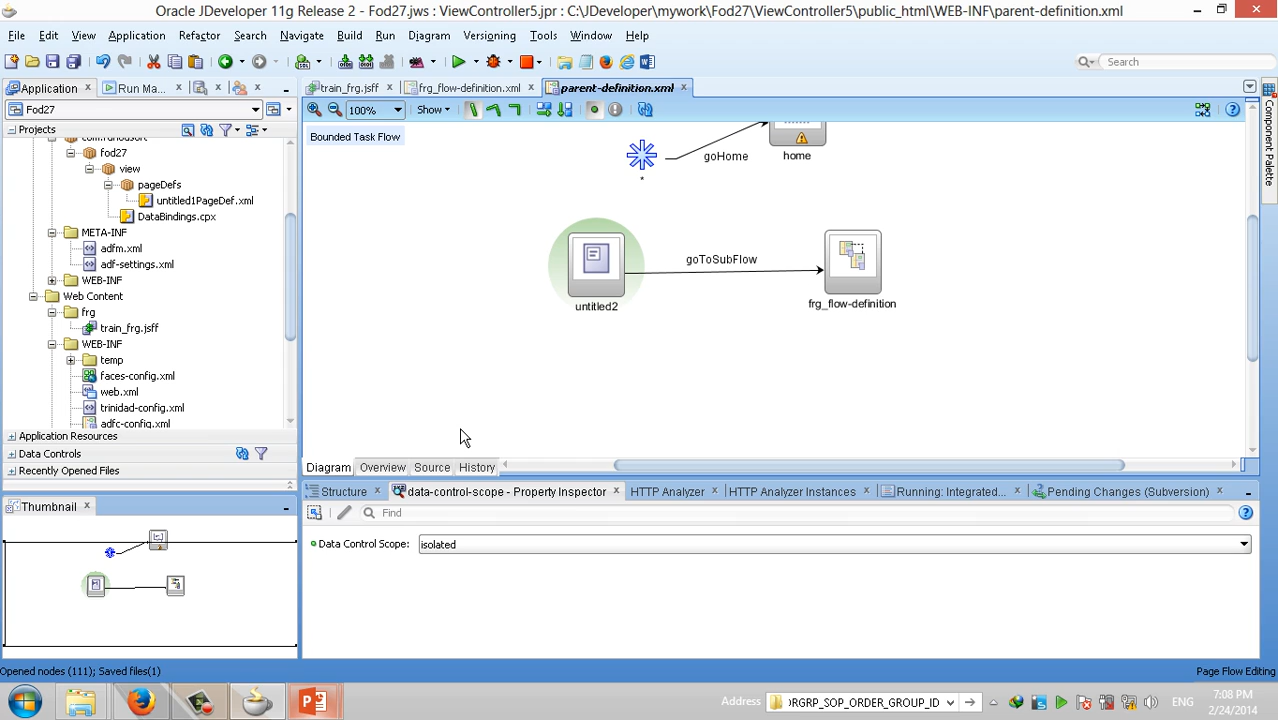 Oracle JDeveloper 11g Release 2 - Fod27.jws : ViewController5.jpr : C:\JDeveloper\mywork\Fod27\ViewController5\public_html\WEB-INF\parent-definition.xml
File Edit View Application Refactor Search Navigate Build Run Diagram Versioning Tools Window Help
Search
Application Run Ma...
train_frg.jsff frg_flow-definition.xml parent-definition.xml
Fod27
100% Show
Projects
Bounded Task Flow
fod27
view
pageDefs
untitled1PageDef.xml
DataBindings.cpx
META-INF
adfm.xml
adf-settings.xml
WEB-INF
Web Content
frg
train_frg.jsff
WEB-INF
temp
faces-config.xml
web.xml
trinidad-config.xml
adfc-config.xml
Application Resources
Data Controls
Recently Opened Files
goHome
home
*
goToSubFlow
untitled2
frg_flow-definition
Component Palette
Diagram Overview Source History
Thumbnail
Structure data-control-scope - Property Inspector HTTP Analyzer HTTP Analyzer Instances Running: Integrated... Pending Changes (Subversion)
Find
Data Control Scope: isolated
Opened nodes (111); Saved files(1)
Page Flow Editing
Address
ORGRP_SOP_ORDER_GROUP_ID
ENG
7:08 PM
2/24/2014